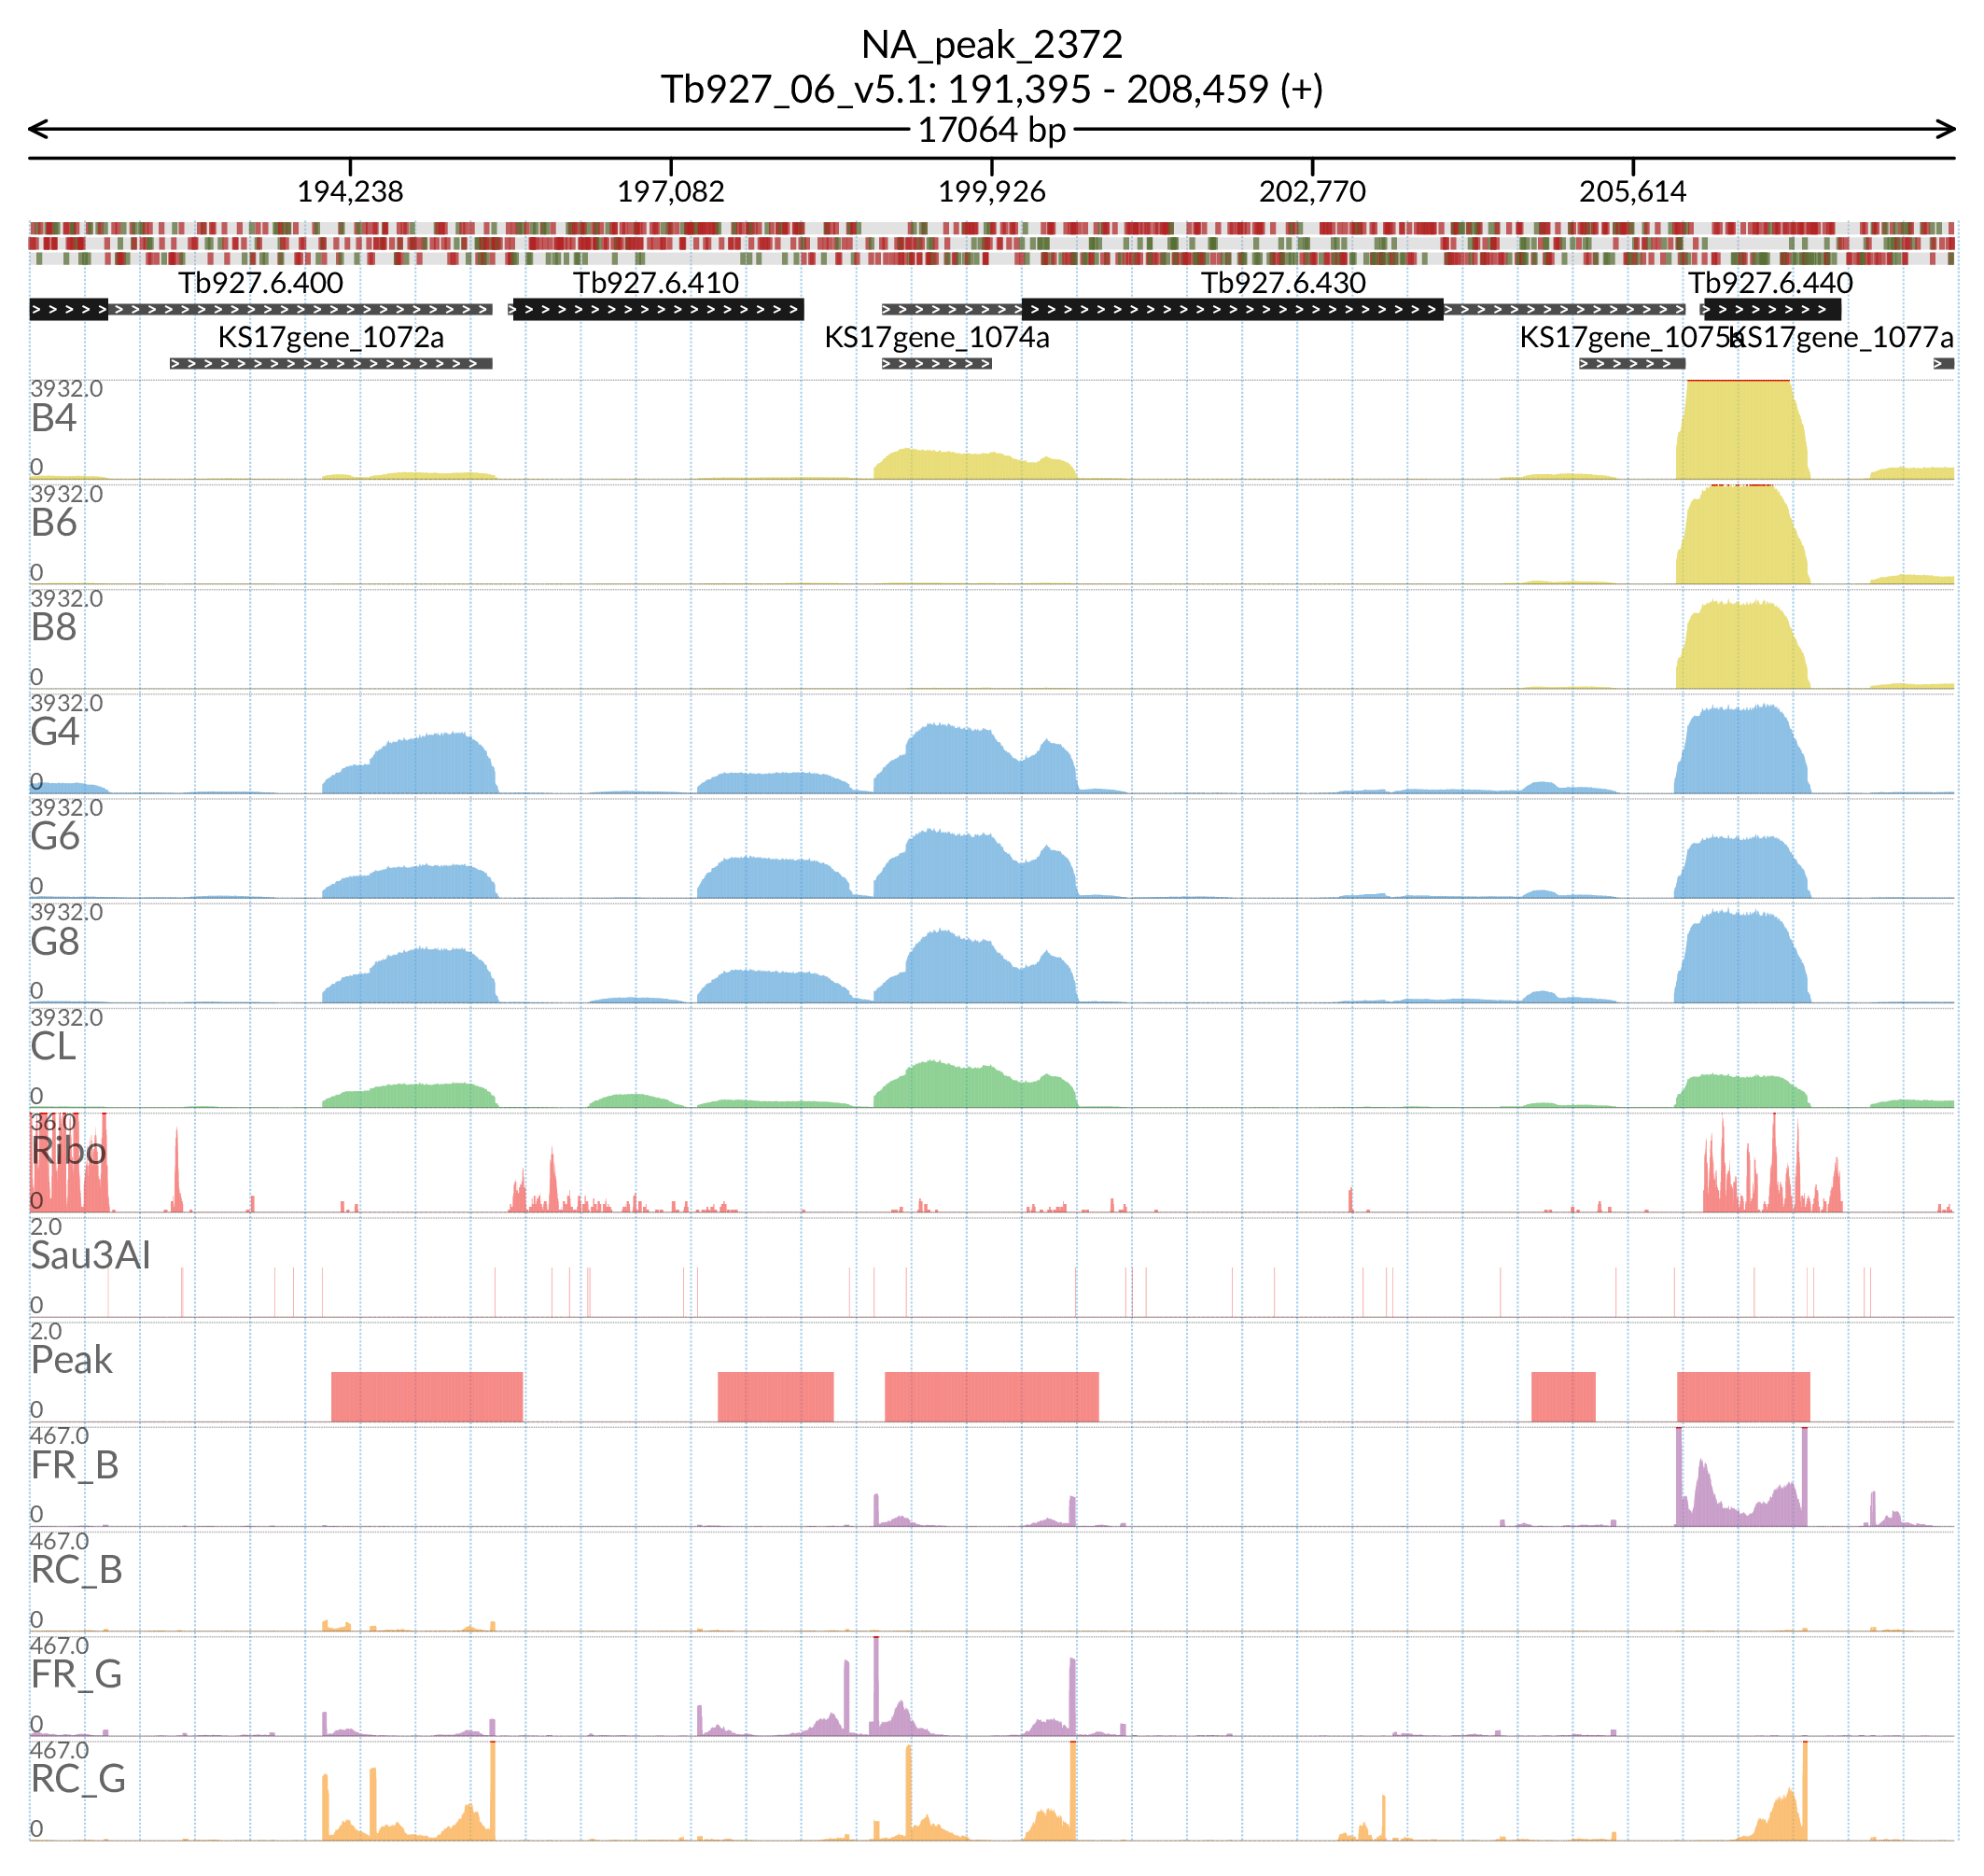 NA_peak_2372
Tb927_06_v5.1: 191,395 - 208,459 (+)
17064 bp
194,238 197,082 199,926 202,770 205,614
Tb927.6.400 Tb927.6.410 Tb927.6.430 Tb927.6.440
KS17gene_1072a KS17gene_1074a KS17gene_1075a KS17gene_1077a
3932.0
B4
0
3932.0
B6
0
3932.0
B8
0
3932.0
G4
0
3932.0
G6
0
3932.0
G8
0
3932.0
CL
0
36.0
Ribo
0
2.0
Sau3AI
0
2.0
Peak
0
467.0
FR_B
0
467.0
RC_B
0
467.0
FR_G
0
467.0
RC_G
0